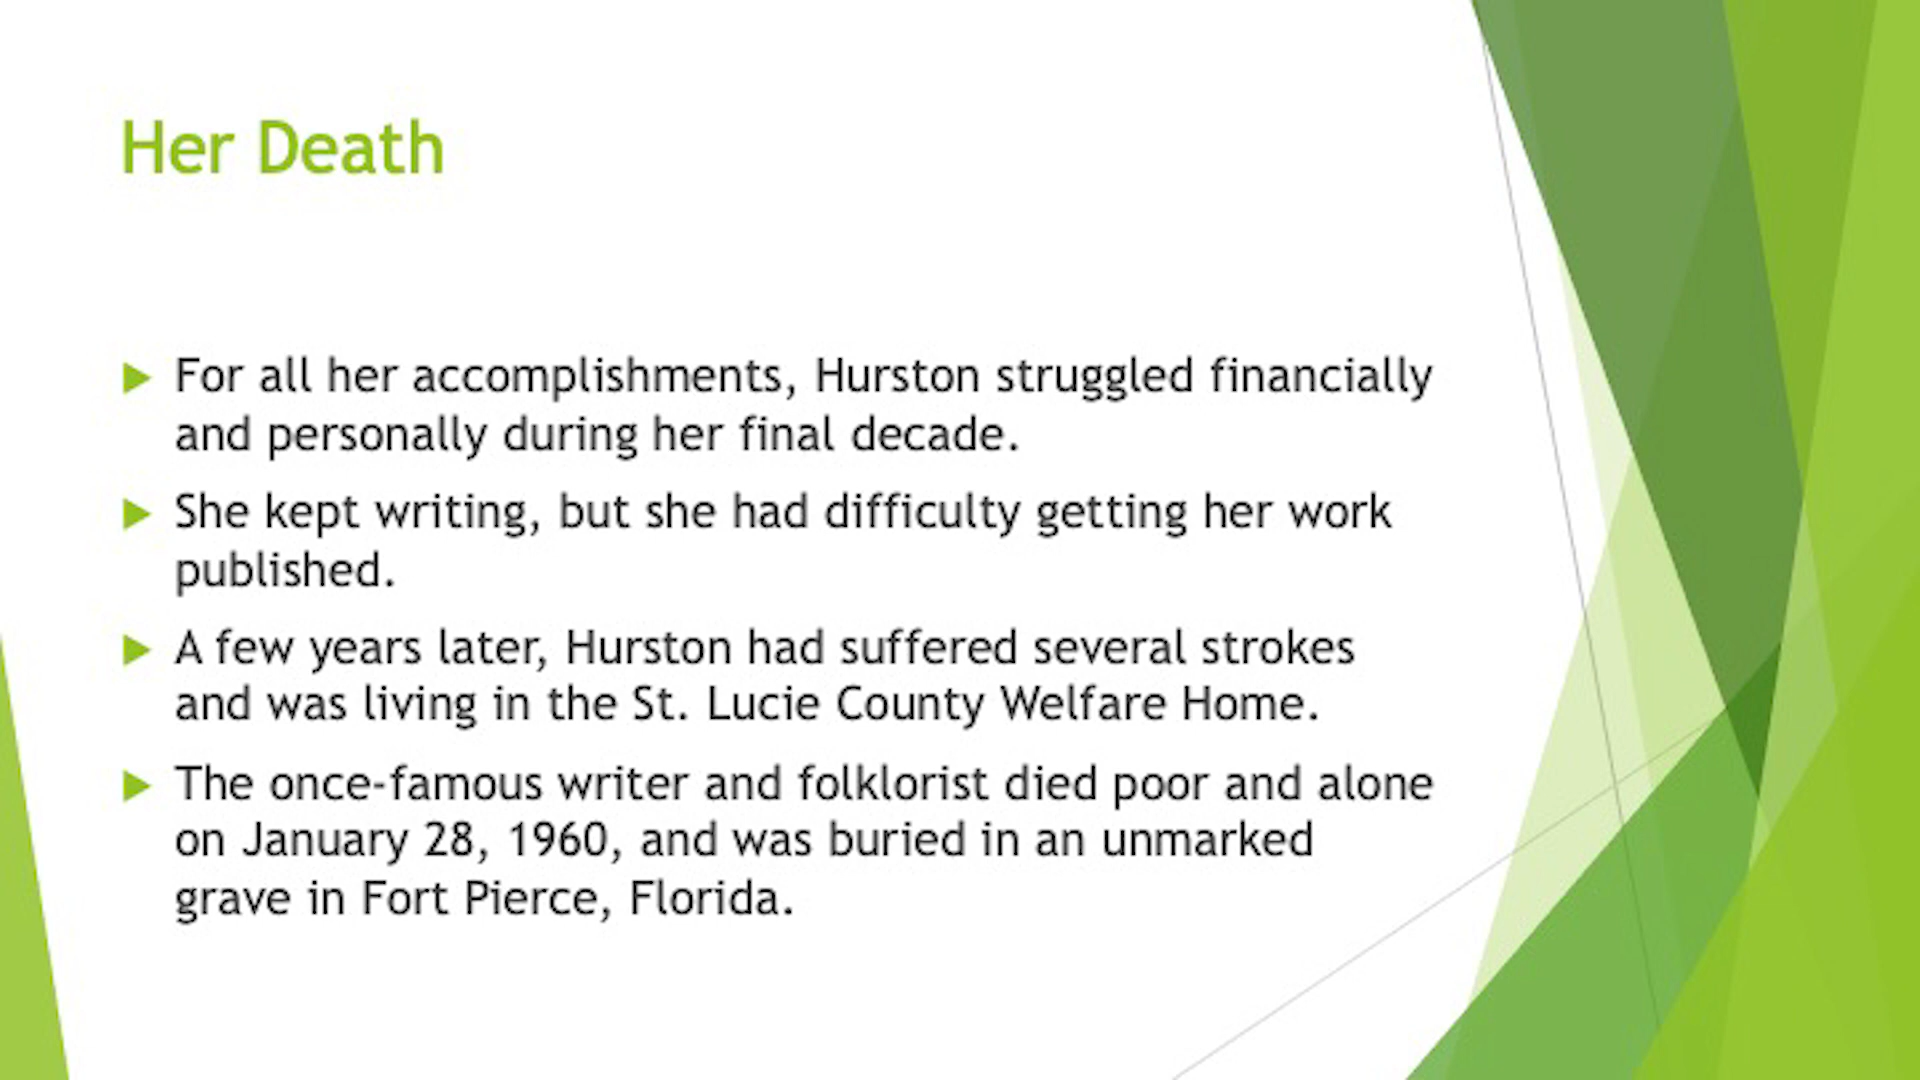 Her Death
For all her accomplishments, Hurston struggled financially
and personally during her final decade.
She kept writing, but she had difficulty getting her work
published.
A few years later, Hurston had suffered several strokes
and was living in the St. Lucie County Welfare Home.
The once-famous writer and folklorist died poor and alone
on January 28, 1960, and was buried in an unmarked
grave in Fort Pierce, Florida.